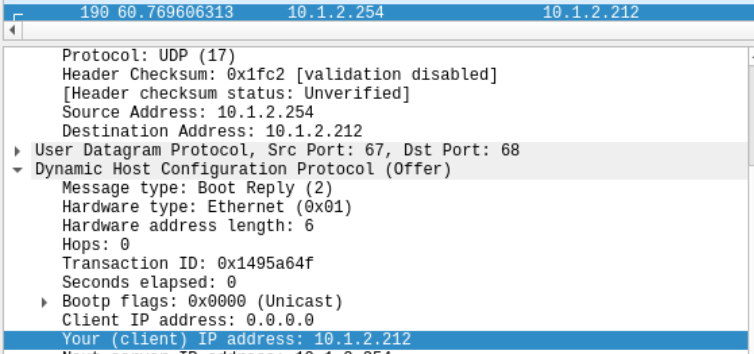 190 60.769606313 10.1.2.254 10.1.2.212
Protocol: UDP (17)
Header Checksum: 0x1fc2 [validation disabled]
[Header checksum status: Unverified]
Source Address: 10.1.2.254
Destination Address: 10.1.2.212
User Datagram Protocol, Src Port: 67, Dst Port: 68
Dynamic Host Configuration Protocol (Offer)
Message type: Boot Reply (2)
Hardware type: Ethernet (0x01)
Hardware address length: 6
Hops: 0
Transaction ID: 0x1495a64f
Seconds elapsed: 0
Bootp flags: 0x0000 (Unicast)
Client IP address: 0.0.0.0
Your (client) IP address: 10.1.2.212